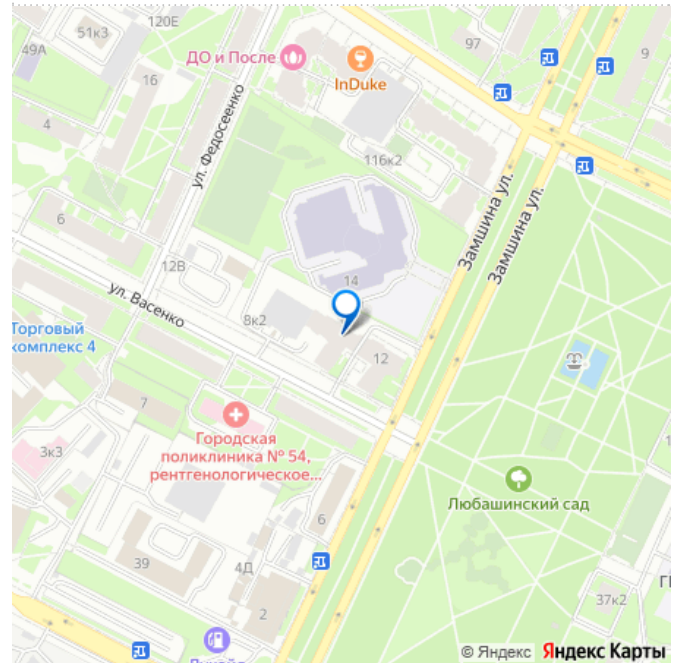 120Е
51к3
49А
97
9
ДО и После
InDuke
16
4
ул. Федосеенко
116к2
Замшина ул.
Замшина ул.
6
12В
14
ул. Васенко
8к2
Торговый
комплекс 4
12
7
Городская
поликлиника № 54,
рентгенологическое...
3к3
Любашинский сад
6
39
4Д
2
37к2
© Яндекс Яндекс Карты